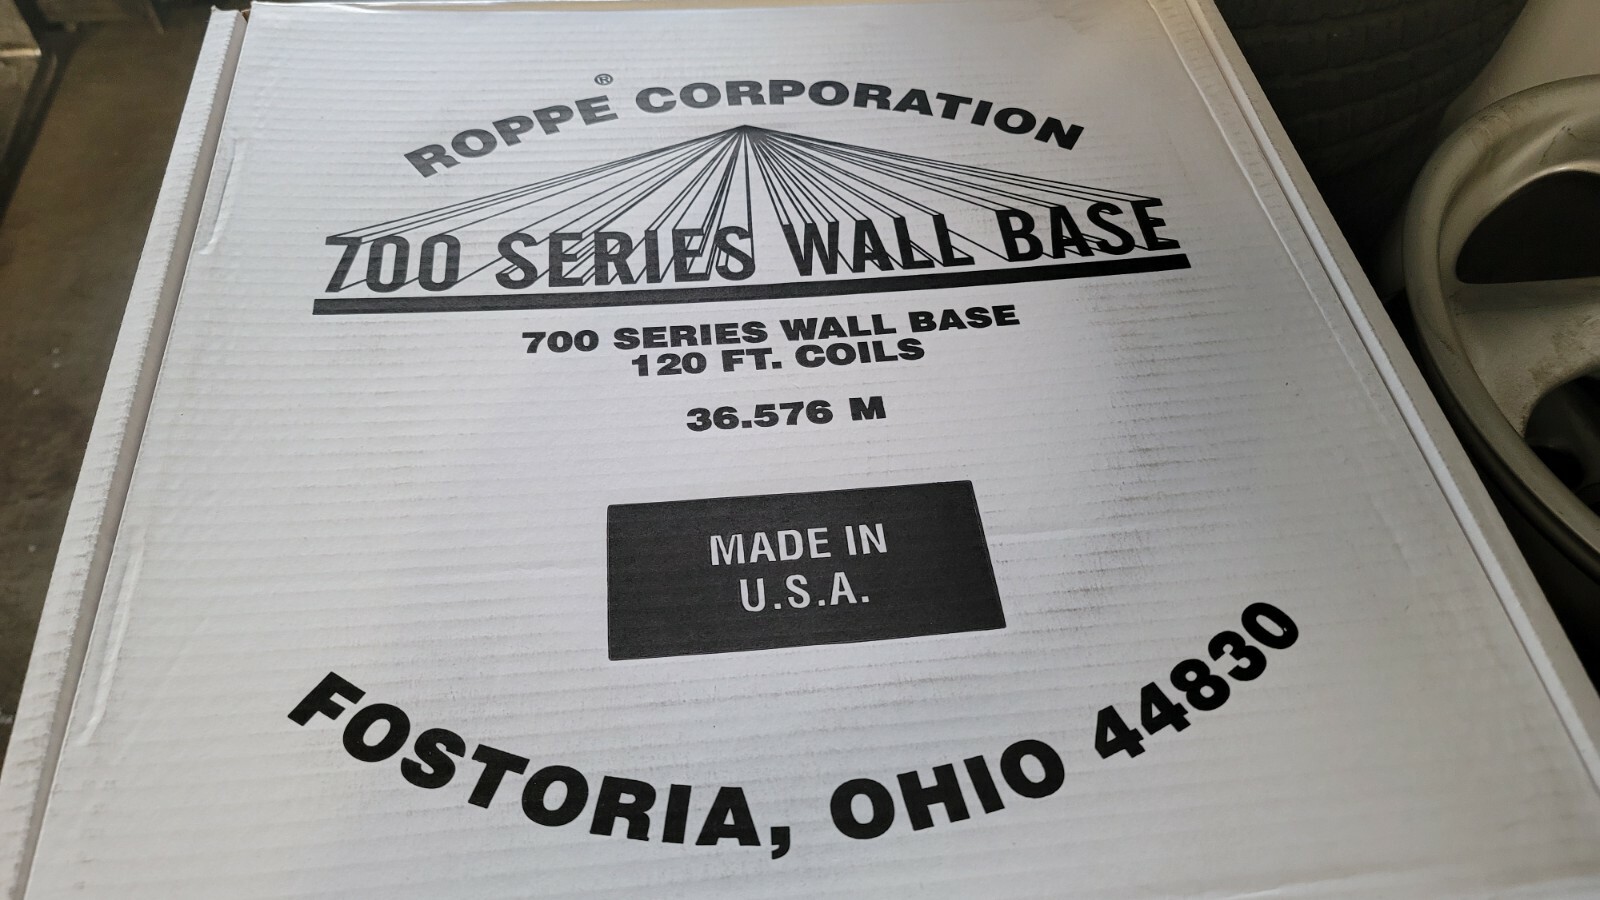 ROPPE® CORPORATION
700 SERIES WALL BASE
700 SERIES WALL BASE
120 FT. COILS
36.576 M
MADE IN
U.S.A.
FOSTORIA, OHIO 44830